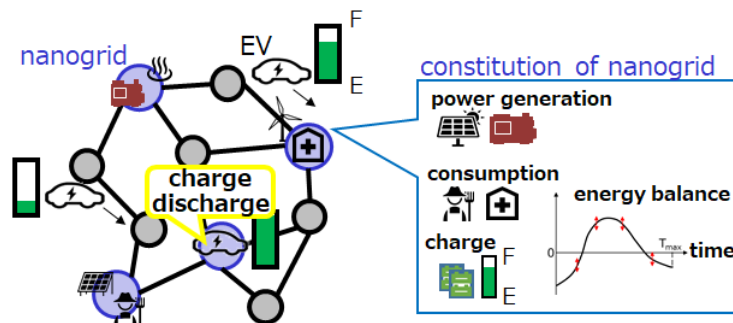 nanogrid
EV
F
E
charge
discharge
constitution of nanogrid
power generation
consumption
charge
F
E
energy balance
0
Tmax
time